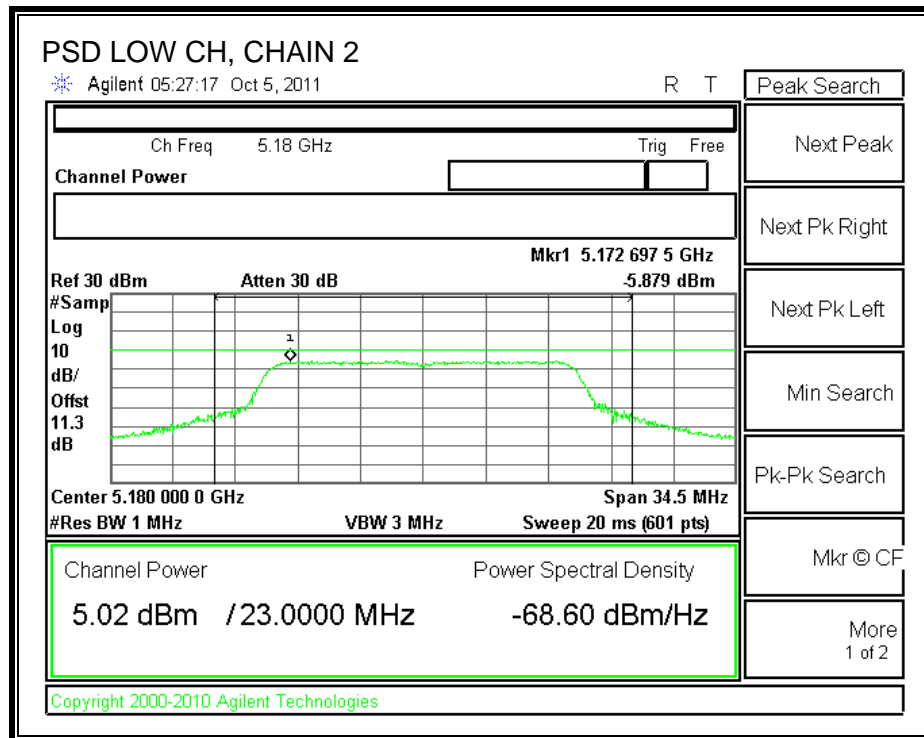 PSD LOW CH, CHAIN 2
Agilent 05:27:17 Oct 5, 2011 R T
Peak Search
Ch Freq 5.18 GHz Trig Free
Next Peak
Channel Power
Next Pk Right
Mkr1 5.172 697 5 GHz
Ref 30 dBm Atten 30 dB -5.879 dBm
#Samp
Next Pk Left
Log
1
10
dB/
Min Search
Offst
11.3
dB
Pk-Pk Search
Center 5.180 000 0 GHz Span 34.5 MHz
#Res BW 1 MHz VBW 3 MHz Sweep 20 ms (601 pts)
Mkr © CF
Channel Power Power Spectral Density
5.02 dBm / 23.0000 MHz -68.60 dBm/Hz
More
1 of 2
Copyright 2000-2010 Agilent Technologies